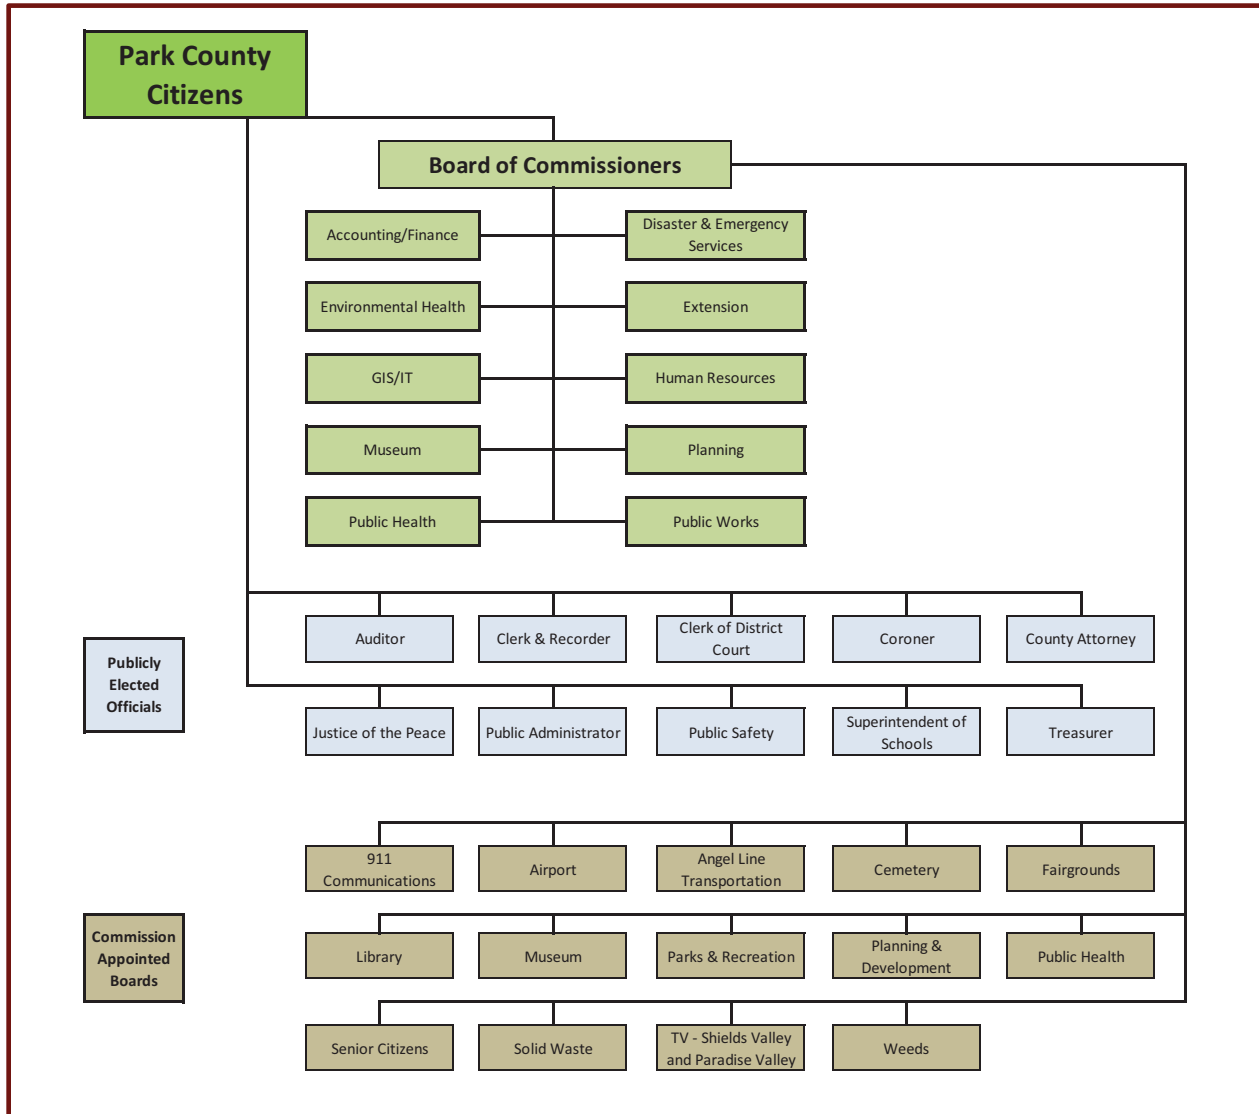 Park County
Citizens
Board of Commissioners
Accounting/Finance
Disaster & Emergency
Services
Environmental Health
Extension
GIS/IT
Human Resources
Museum
Planning
Public Health
Public Works
Publicly
Elected
Officials
Auditor
Clerk & Recorder
Clerk of District
Court
Coroner
County Attorney
Justice of the Peace
Public Administrator
Public Safety
Superintendent of
Schools
Treasurer
Commission
Appointed
Boards
911
Communications
Airport
Angel Line
Transportation
Cemetery
Fairgrounds
Library
Museum
Parks & Recreation
Planning &
Development
Public Health
Senior Citizens
Solid Waste
TV - Shields Valley
and Paradise Valley
Weeds